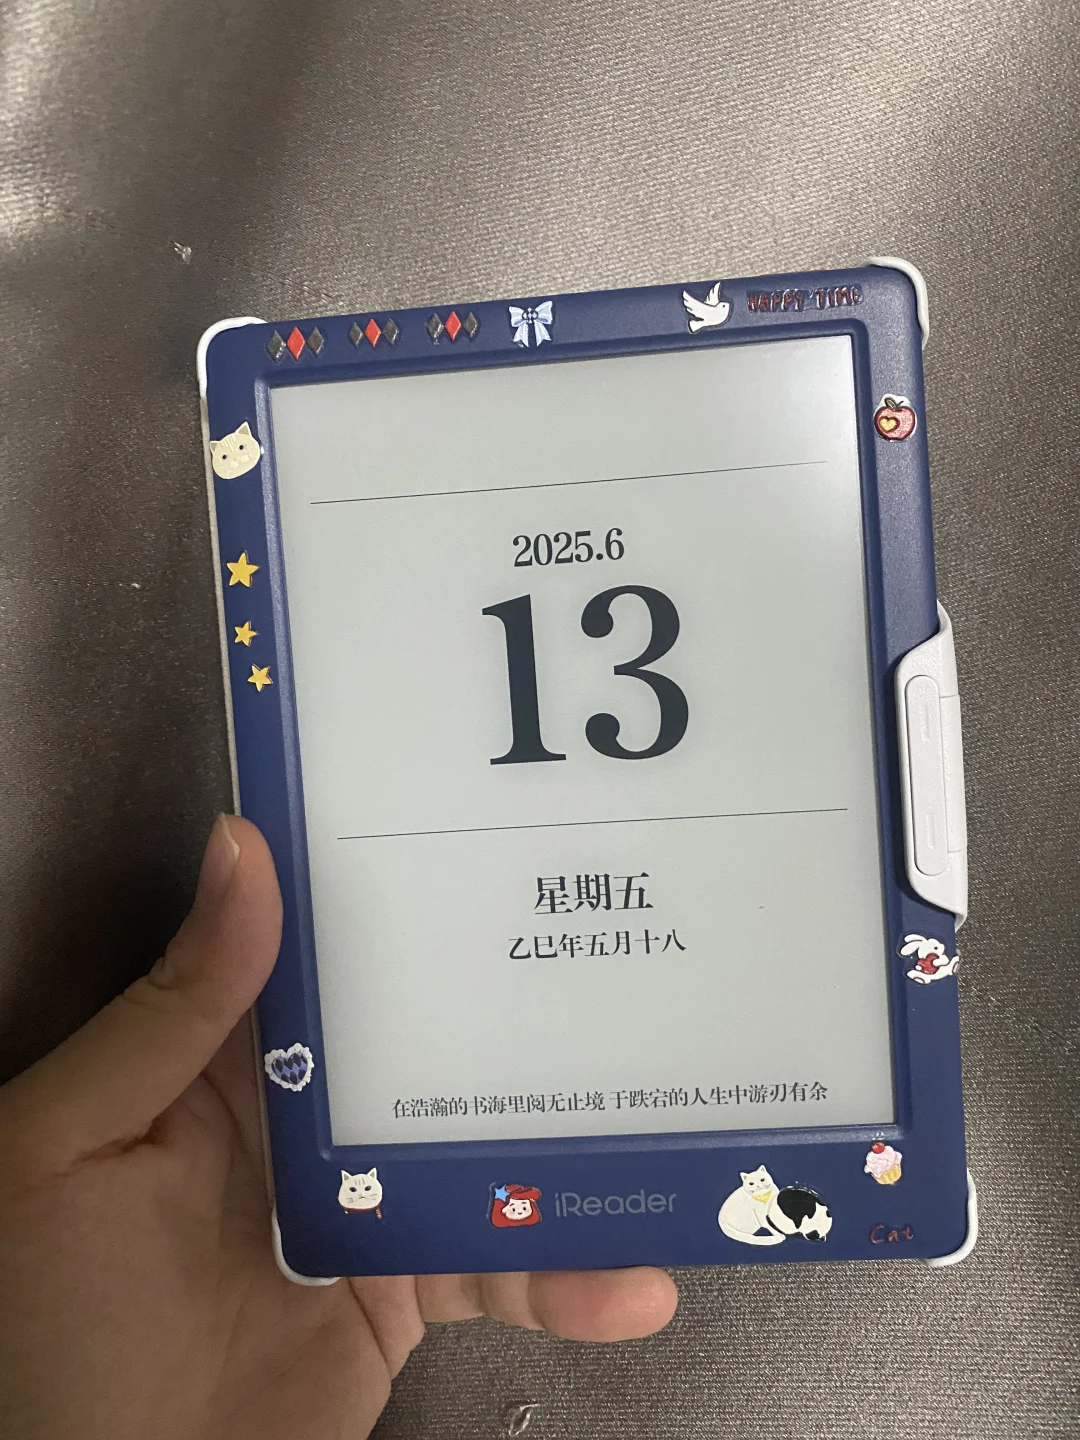 HAPPY TIME
2025.6
13
星期五
乙巳年五月十八
在浩瀚的书海里阅无止境 于跌宕的人生中游刃有余
iReader
Cat